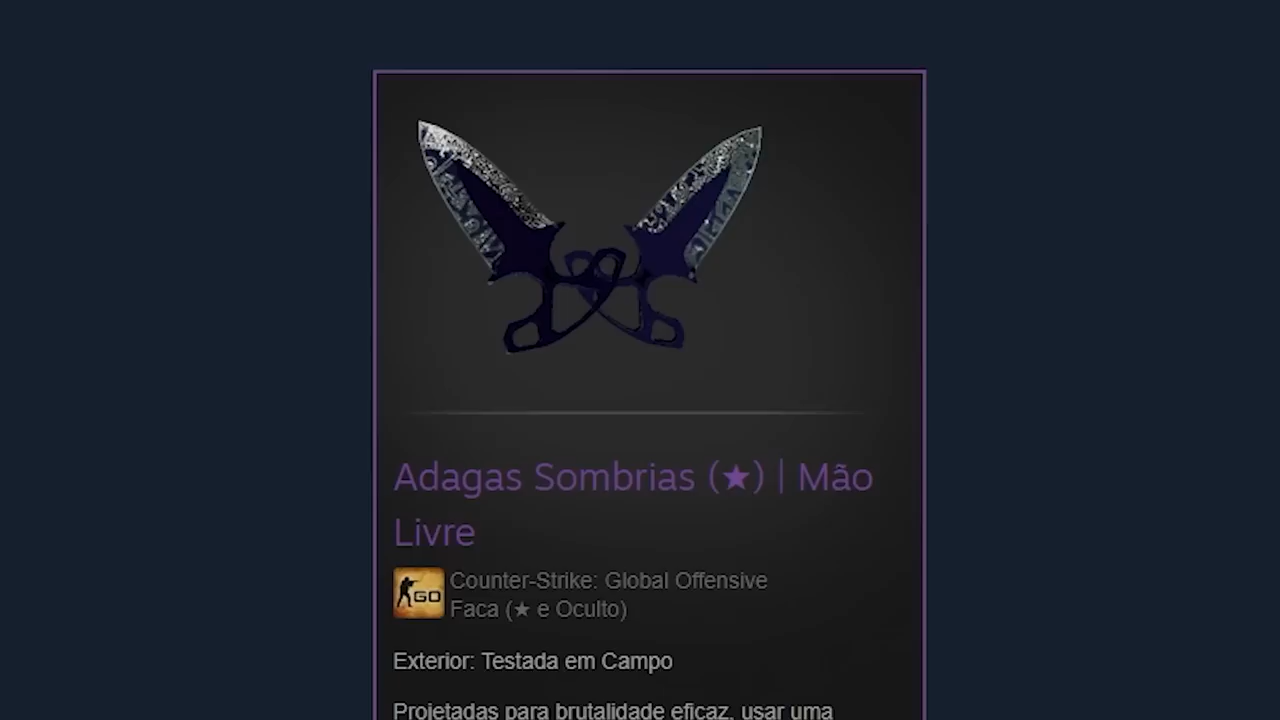 Adagas Sombrias (★) | Mão
Livre
GO
Counter-Strike: Global Offensive
Faca (★ e Oculto)
Exterior: Testada em Campo
Projetadas para brutalidade eficaz, usar uma